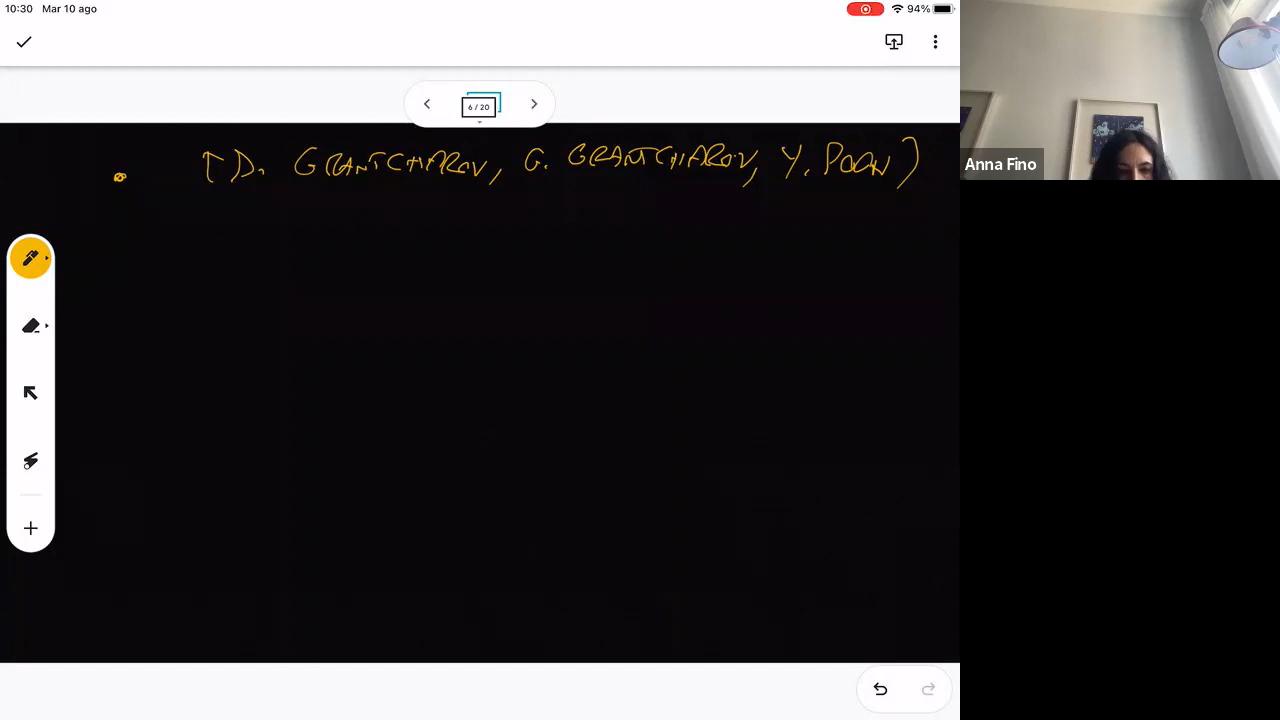 10:30 Mar 10 ago
94%
6 / 20
(D. GRANTCHAROV, G. GRANTCHAROV, Y. POON)
Anna Fino